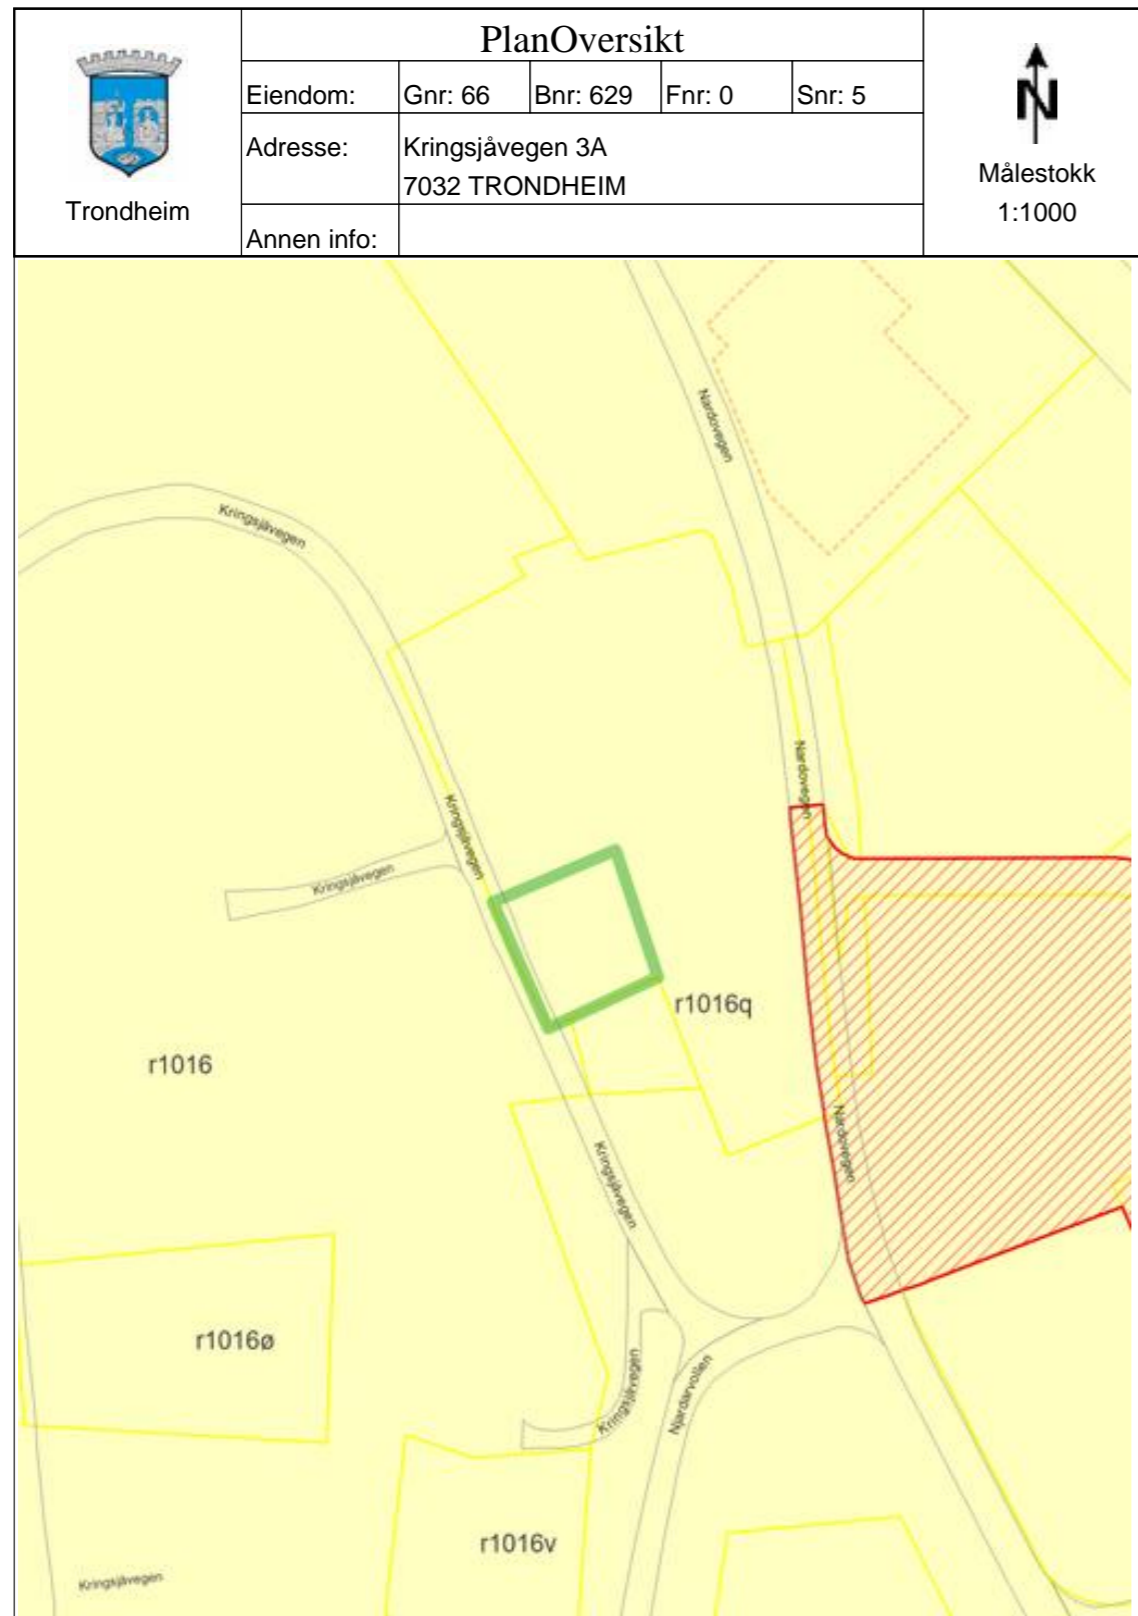 PlanOversikt
Eiendom: Gnr: 66 Bnr: 629 Fnr: 0 Snr: 5
Adresse: Kringsjåvegen 3A
7032 TRONDHEIM
Annen info:
Trondheim
N
Målestokk
1:1000
Nardovegen
Kringsjåvegen
Nardovegen
Kringsjåvegen
Kringsjåvegen
r1016q
r1016
Nardovegen
Kringsjåvegen
r1016ø
Kringsjåvegen
Njardarvollen
r1016v
Kringsjåvegen